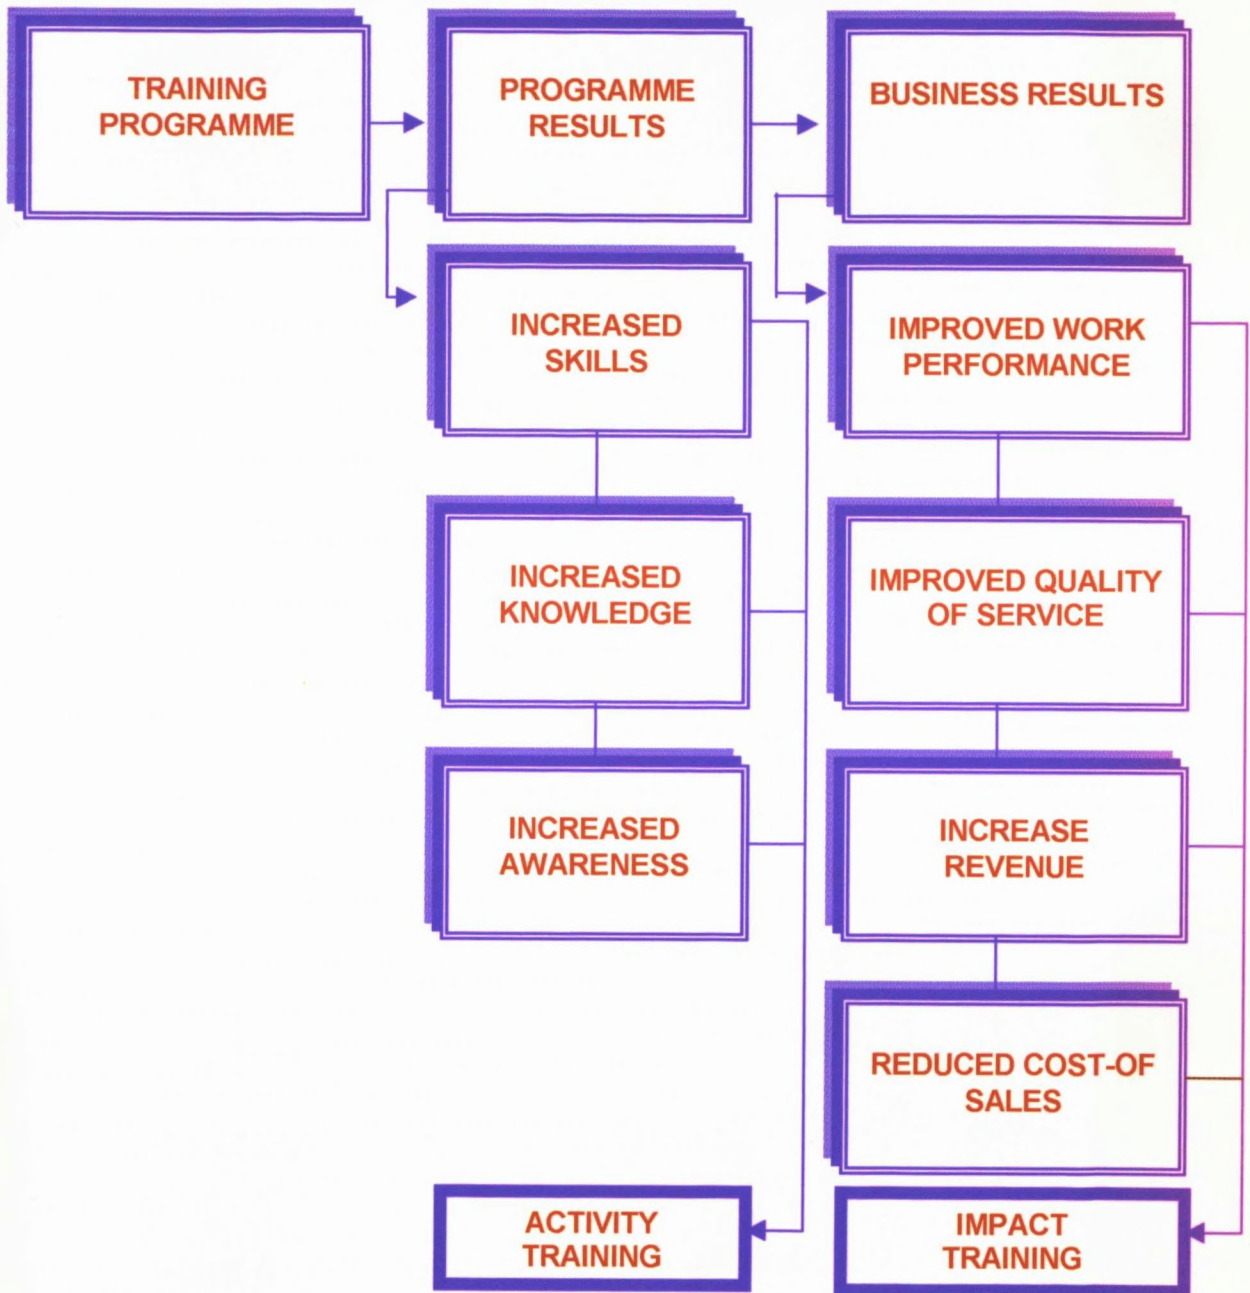 TRAINING
PROGRAMME
PROGRAMME
RESULTS
BUSINESS RESULTS
INCREASED
SKILLS
IMPROVED WORK
PERFORMANCE
INCREASED
KNOWLEDGE
IMPROVED QUALITY
OF SERVICE
INCREASED
AWARENESS
INCREASE
REVENUE
REDUCED COST-OF
SALES
ACTIVITY
TRAINING
IMPACT
TRAINING